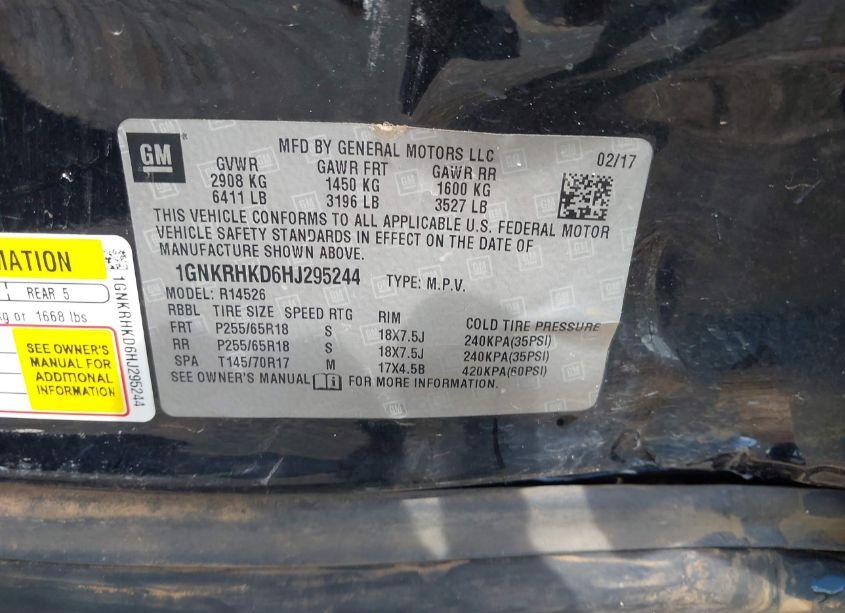 GM
MFD BY GENERAL MOTORS LLC
02/17
GVWR GAWR FRT GAWR RR
2908 KG 1450 KG 1600 KG
6411 LB 3196 LB 3527 LB
THIS VEHICLE CONFORMS TO ALL APPLICABLE U.S. FEDERAL MOTOR
VEHICLE SAFETY STANDARDS IN EFFECT ON THE DATE OF
MANUFACTURE SHOWN ABOVE.
1GNKRHKD6HJ295244 TYPE: M.P.V.
MODEL: R14526
RBBL TIRE SIZE SPEED RTG RIM COLD TIRE PRESSURE
FRT P255/65R18 S 18X7.5J 240KPA(35PSI)
RR P255/65R18 S 18X7.5J 240KPA(35PSI)
SPA T145/70R17 M 17X4.5B 420KPA(60PSI)
SEE OWNER'S MANUAL FOR MORE INFORMATION.
MATION
REAR 5
kg or 1668 lbs
SEE OWNER'S
MANUAL FOR
ADDITIONAL
INFORMATION
1GNKRHKD6HJ295244